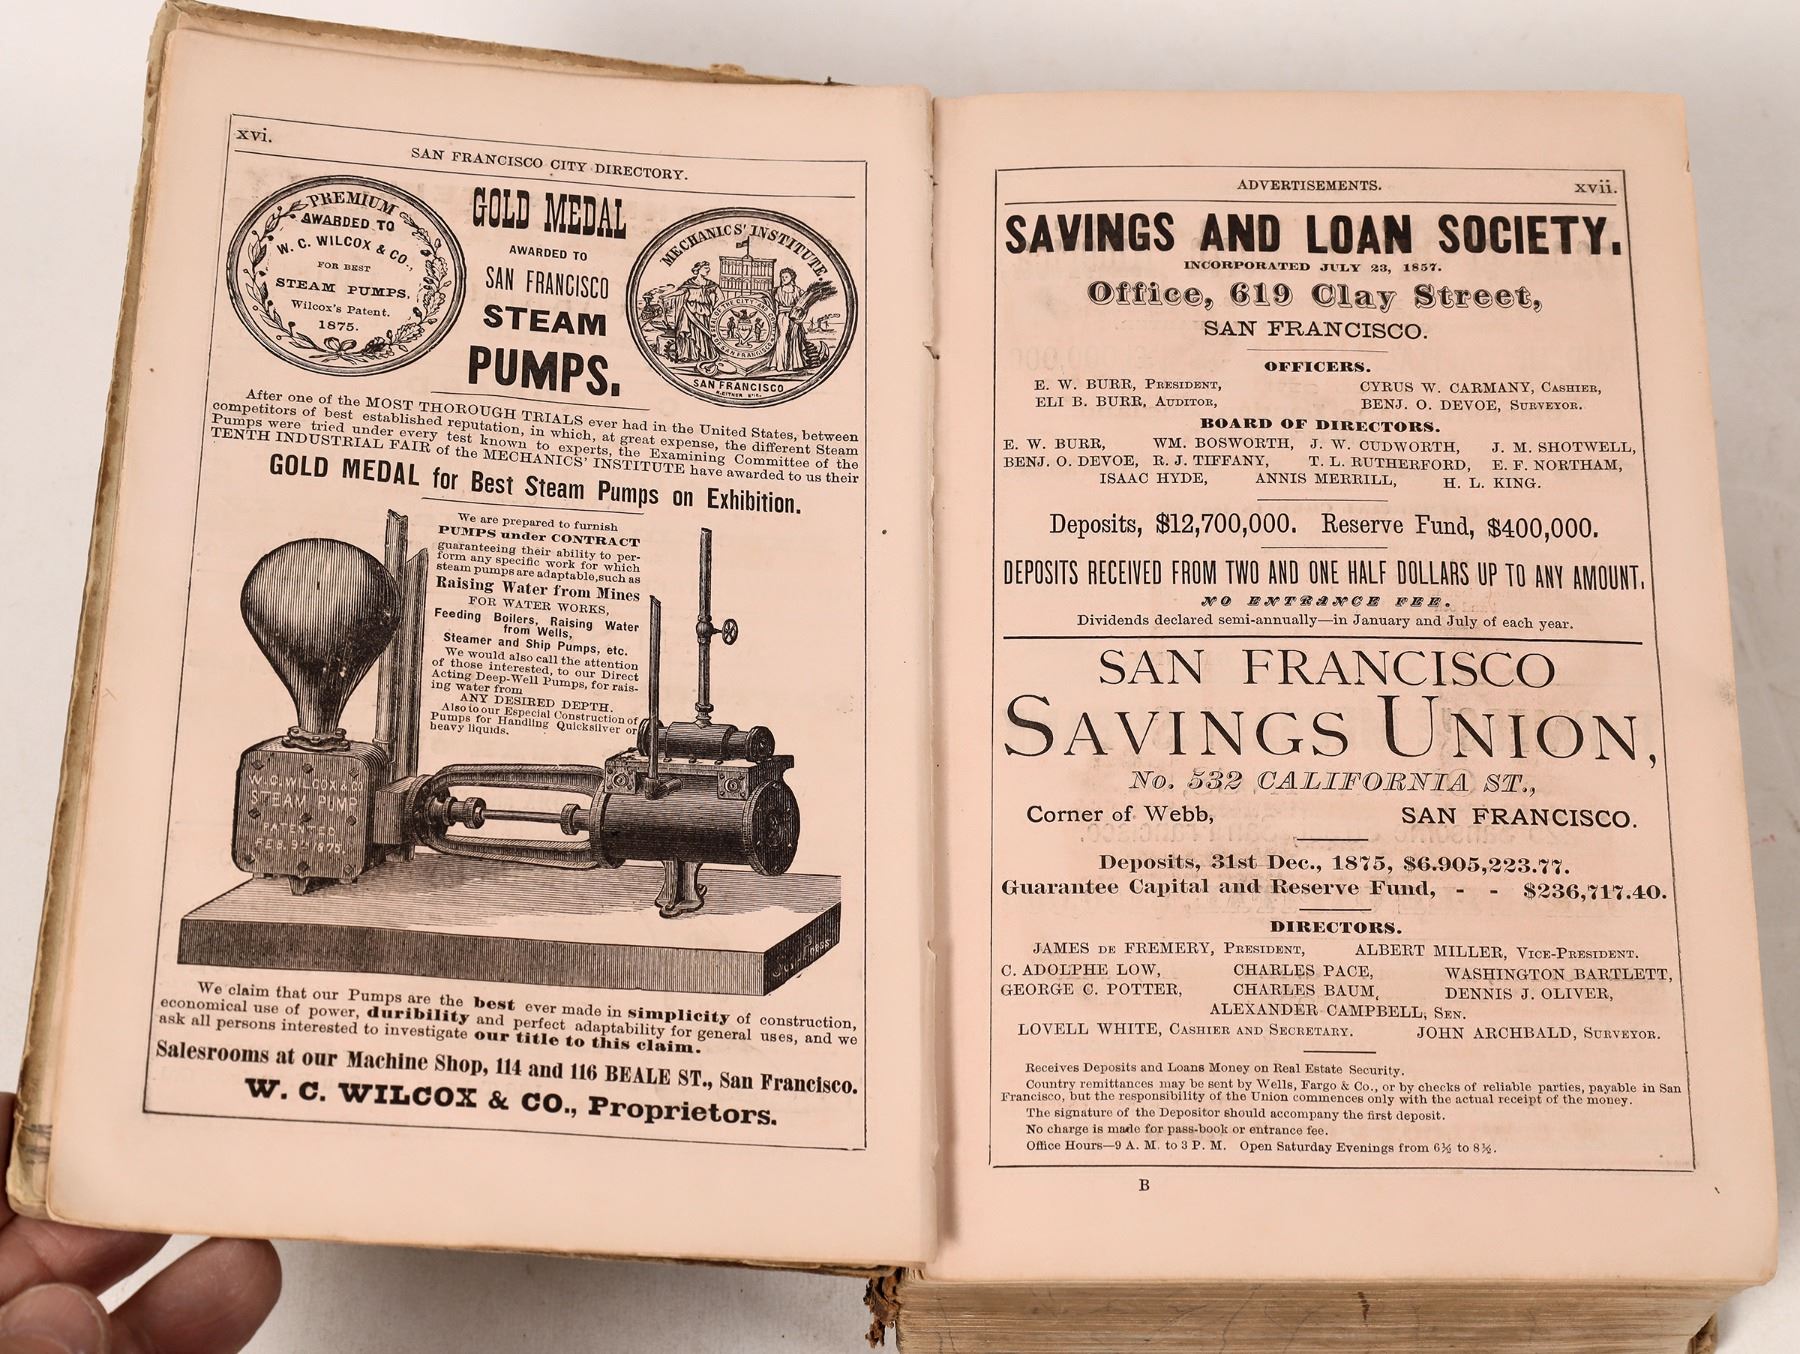 xvi.
SAN FRANCISCO CITY DIRECTORY.
PREMIUM
AWARDED TO
W. C. WILCOX & CO.,
FOR BEST
STEAM PUMPS.
Wilcox's Patent.
1875.
GOLD MEDAL
AWARDED TO
SAN FRANCISCO
STEAM
PUMPS.
MECHANICS' INSTITUTE.
SAN FRANCISCO
After one of the MOST THOROUGH TRIALS ever had in the United States, between
competitors of best established reputation, in which, at great expense, the different Steam
Pumps were tried under every test known to experts, the Examining Committee of the
TENTH INDUSTRIAL FAIR of the MECHANICS' INSTITUTE have awarded to us their
GOLD MEDAL for Best Steam Pumps on Exhibition.
We are prepared to furnish
PUMPS under CONTRACT
guaranteeing their ability to per-
form any specific work for which
steam pumps are adaptable, such as
Raising Water from Mines
FOR WATER WORKS,
Feeding Boilers, Raising Water
from Wells,
Steamer and Ship Pumps, etc.
We would also call the attention
of those interested, to our Direct
Acting Deep-Well Pumps, for rais-
ing water from
ANY DESIRED DEPTH.
Also to our Especial Construction of
Pumps for Handling Quicksilver or
heavy liquids.
W. C. WILCOX & CO
STEAM PUMP
PATENTED
FEB. 9TH 1875.
We claim that our Pumps are the best ever made in simplicity of construction,
economical use of power, duribility and perfect adaptability for general uses, and we
ask all persons interested to investigate our title to this claim.
Salesrooms at our Machine Shop, 114 and 116 BEALE ST., San Francisco.
W. C. WILCOX & CO., Proprietors.
ADVERTISEMENTS.
xvii.
SAVINGS AND LOAN SOCIETY.
INCORPORATED JULY 23, 1857.
Office, 619 Clay Street,
SAN FRANCISCO.
OFFICERS.
E. W. BURR, PRESIDENT, CYRUS W. CARMANY, CASHIER,
ELI B. BURR, AUDITOR, BENJ. O. DEVOE, SURVEYOR.
BOARD OF DIRECTORS.
E. W. BURR, WM. BOSWORTH, J. W. CUDWORTH, J. M. SHOTWELL,
BENJ. O. DEVOE, R. J. TIFFANY, T. L. RUTHERFORD, E. F. NORTHAM,
ISAAC HYDE, ANNIS MERRILL, H. L. KING.
Deposits, $12,700,000. Reserve Fund, $400,000.
DEPOSITS RECEIVED FROM TWO AND ONE HALF DOLLARS UP TO ANY AMOUNT.
NO ENTRANCE FEE.
Dividends declared semi-annually—in January and July of each year.
SAN FRANCISCO
SAVINGS UNION,
No. 532 CALIFORNIA ST.,
Corner of Webb, SAN FRANCISCO.
Deposits, 31st Dec., 1875, $6.905,223.77.
Guarantee Capital and Reserve Fund, - - $236,717.40.
DIRECTORS.
JAMES DE FREMERY, PRESIDENT, ALBERT MILLER, VICE-PRESIDENT.
C. ADOLPHE LOW, CHARLES PACE, WASHINGTON BARTLETT,
GEORGE C. POTTER, CHARLES BAUM, DENNIS J. OLIVER,
ALEXANDER CAMPBELL, SEN.
LOVELL WHITE, CASHIER AND SECRETARY. JOHN ARCHBALD, SURVEYOR.
Receives Deposits and Loans Money on Real Estate Security.
Country remittances may be sent by Wells, Fargo & Co., or by checks of reliable parties, payable in San
Francisco, but the responsibility of the Union commences only with the actual receipt of the money.
The signature of the Depositor should accompany the first deposit.
No charge is made for pass-book or entrance fee.
Office Hours—9 A. M. to 3 P. M. Open Saturday Evenings from 6½ to 8½.
B